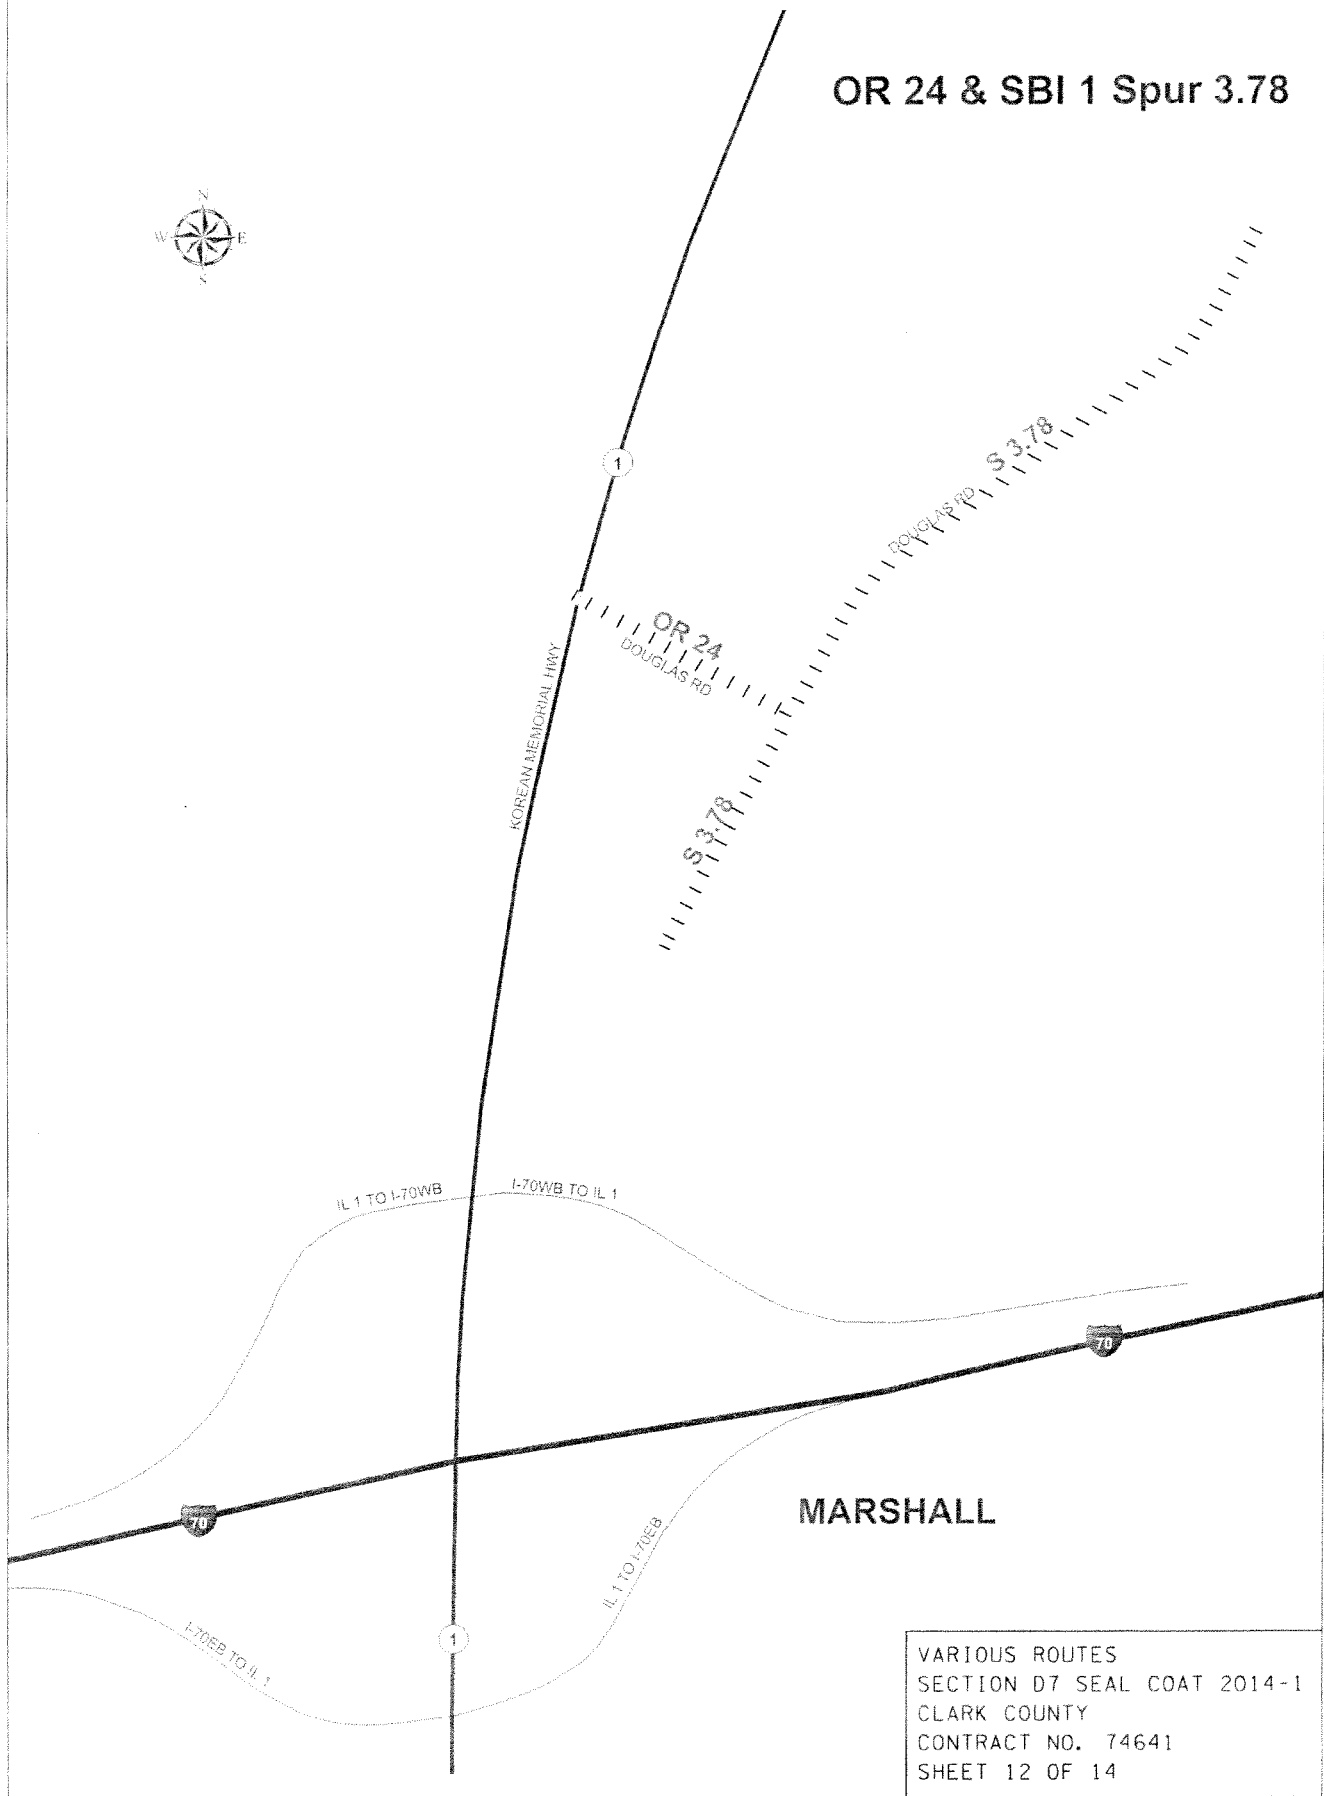 OR 24 & SBI 1 Spur 3.78
N
W E
S
S 3.78
1
DOUGLAS RD
OR 24
DOUGLAS RD
KOREAN MEMORIAL HWY
S 3.78
IL 1 TO I-70WB
I-70WB TO IL 1
70
MARSHALL
70
IL 1 TO I-70EB
I-70EB TO IL 1
1
VARIOUS ROUTES
SECTION D7 SEAL COAT 2014-1
CLARK COUNTY
CONTRACT NO. 74641
SHEET 12 OF 14